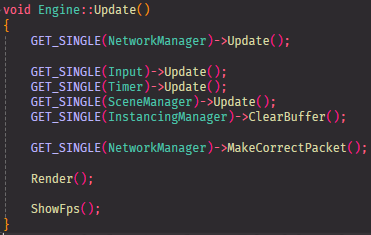 void Engine::Update()
{
    GET_SINGLE(NetworkManager)->Update();
    GET_SINGLE(Input)->Update();
    GET_SINGLE(Timer)->Update();
    GET_SINGLE(SceneManager)->Update();
    GET_SINGLE(InstancingManager)->ClearBuffer();
    GET_SINGLE(NetworkManager)->MakeCorrectPacket();
    Render();
    ShowFps();
}